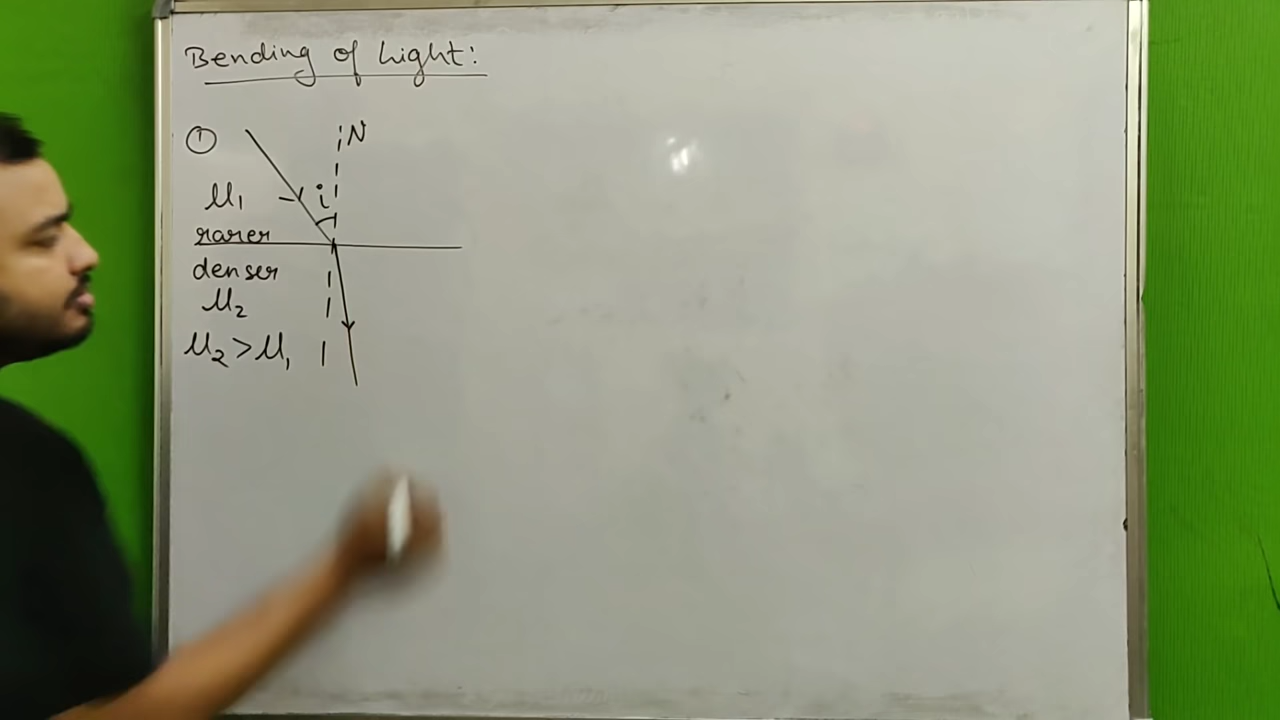 Bending of Light:
① N
μ₁ i
rarer
denser
μ₂
μ₂ > μ₁